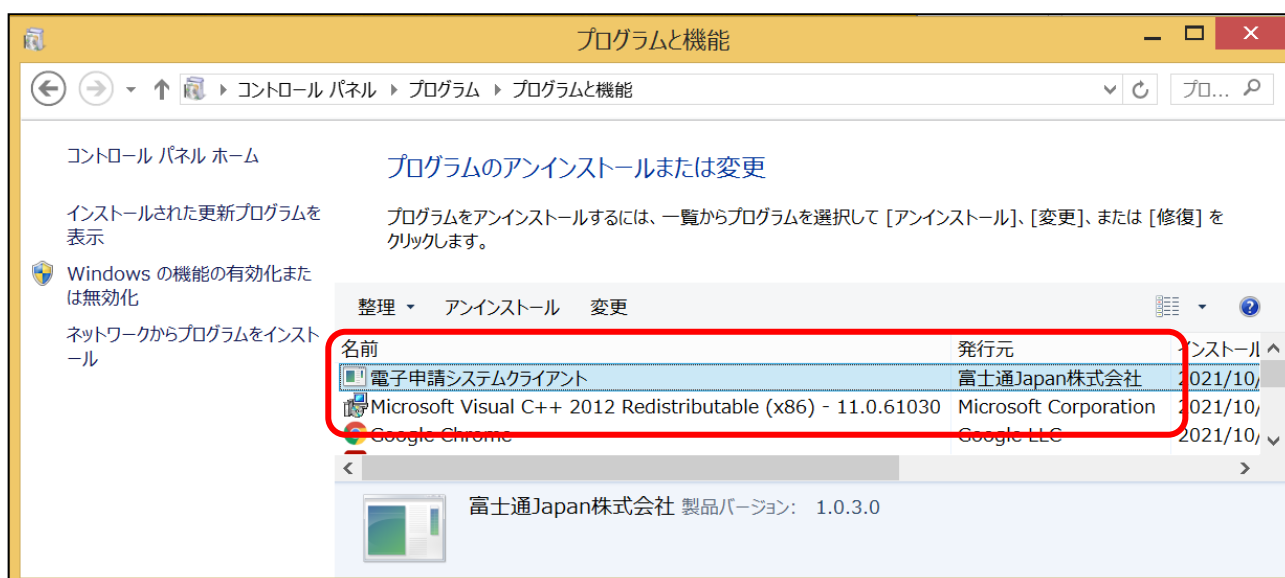 プログラムと機能
コントロール パネル ▸ プログラム ▸ プログラムと機能
プロ...
コントロール パネル ホーム
インストールされた更新プログラムを
表示
Windows の機能の有効化また
は無効化
ネットワークからプログラムをインスト
ール
プログラムのアンインストールまたは変更
プログラムをアンインストールするには、一覧からプログラムを選択して [アンインストール]、[変更]、または [修復] を
クリックします。
整理 アンインストール 変更
名前 発行元 インストール
電子申請システムクライアント 富士通Japan株式会社 2021/10/
Microsoft Visual C++ 2012 Redistributable (x86) - 11.0.61030 Microsoft Corporation 2021/10/
Google Chrome Google LLC 2021/10/
富士通Japan株式会社 製品バージョン: 1.0.3.0